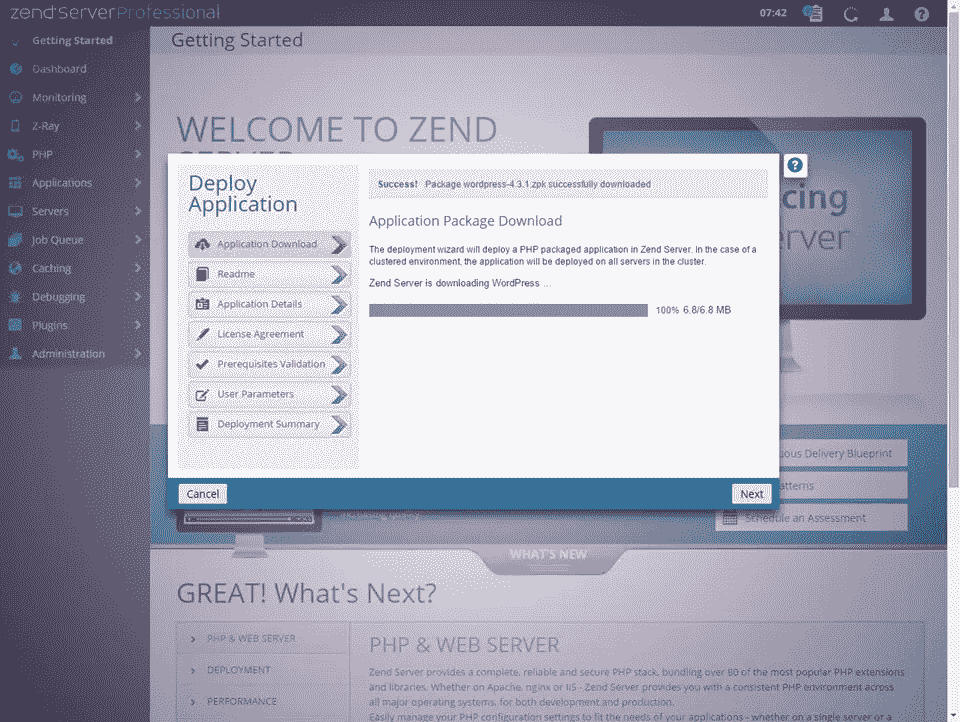 zend Server Professional
07:42
Getting Started
Dashboard
Monitoring
Z-Ray
PHP
Applications
Servers
Job Queue
Caching
Debugging
Plugins
Administration
Getting Started
WELCOME TO ZEND
Deploy
Application
Application Download
Readme
Application Details
License Agreement
Prerequisites Validation
User Parameters
Deployment Summary
Success! Package wordpress-4.3.1.zpk successfully downloaded
Application Package Download
The deployment wizard will deploy a PHP packaged application in Zend Server. In the case of a
clustered environment, the application will be deployed on all servers in the cluster.
Zend Server is downloading WordPress ...
100% 6.8/6.8 MB
Cancel
Next
?
cing
erver
uous Delivery Blueprint
atterns
Schedule an Assessment
WHAT'S NEW
GREAT! What's Next?
PHP & WEB SERVER
DEPLOYMENT
PERFORMANCE
PHP & WEB SERVER
Zend Server provides a complete, reliable and secure PHP stack, bundling over 80 of the most popular PHP extensions
and libraries. Whether on Apache, nginx or IIS - Zend Server provides you with a consistent PHP environment across
all major operating systems, for both development and production.
Easily manage your PHP configuration settings to fit the needs of your applications - whether on a single server or a